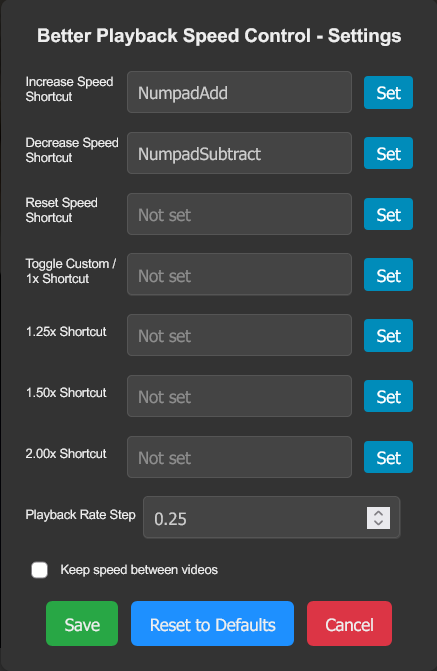 Better Playback Speed Control - Settings
Increase Speed
Shortcut
NumpadAdd
Set
Decrease Speed
Shortcut
NumpadSubtract
Set
Reset Speed
Shortcut
Not set
Set
Toggle Custom /
1x Shortcut
Not set
Set
1.25x Shortcut
Not set
Set
1.50x Shortcut
Not set
Set
2.00x Shortcut
Not set
Set
Playback Rate Step
0.25
Keep speed between videos
Save
Reset to Defaults
Cancel